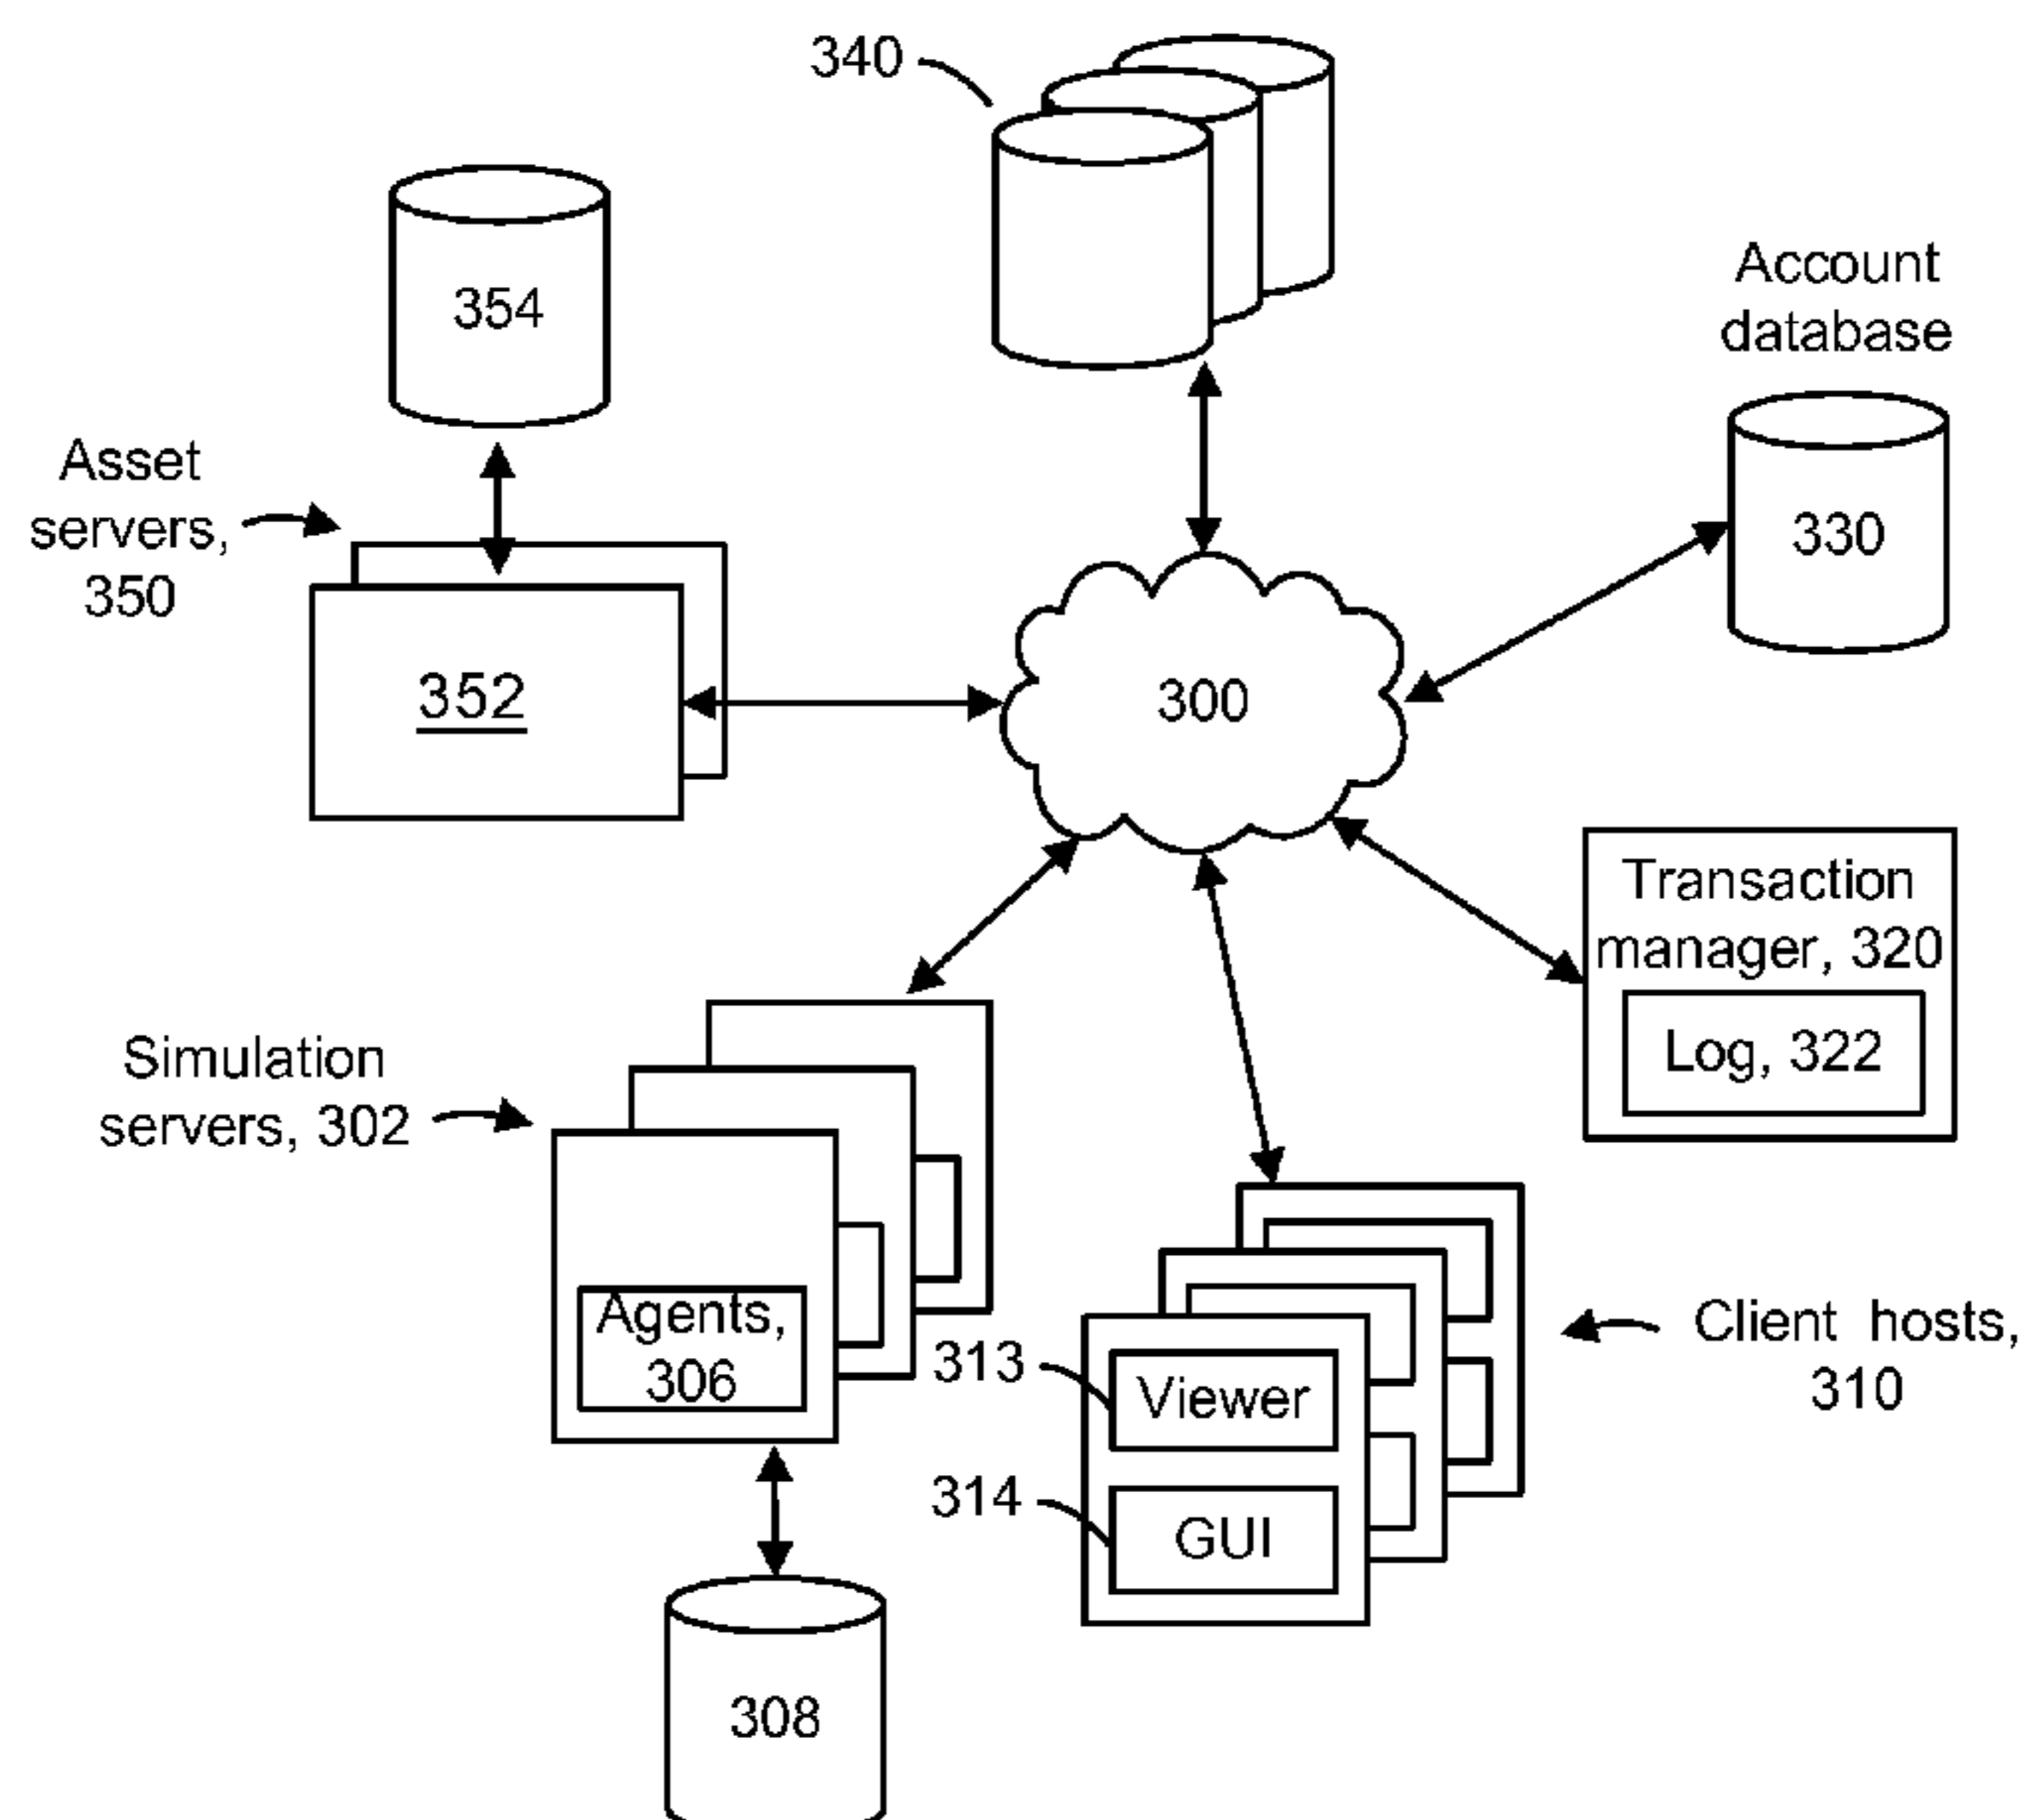 340
354
Account
database
330
Asset
servers,
350
352
300
Transaction
manager, 320
Log, 322
Simulation
servers, 302
Agents,
306
313
Viewer
Client hosts,
310
314
GUI
308